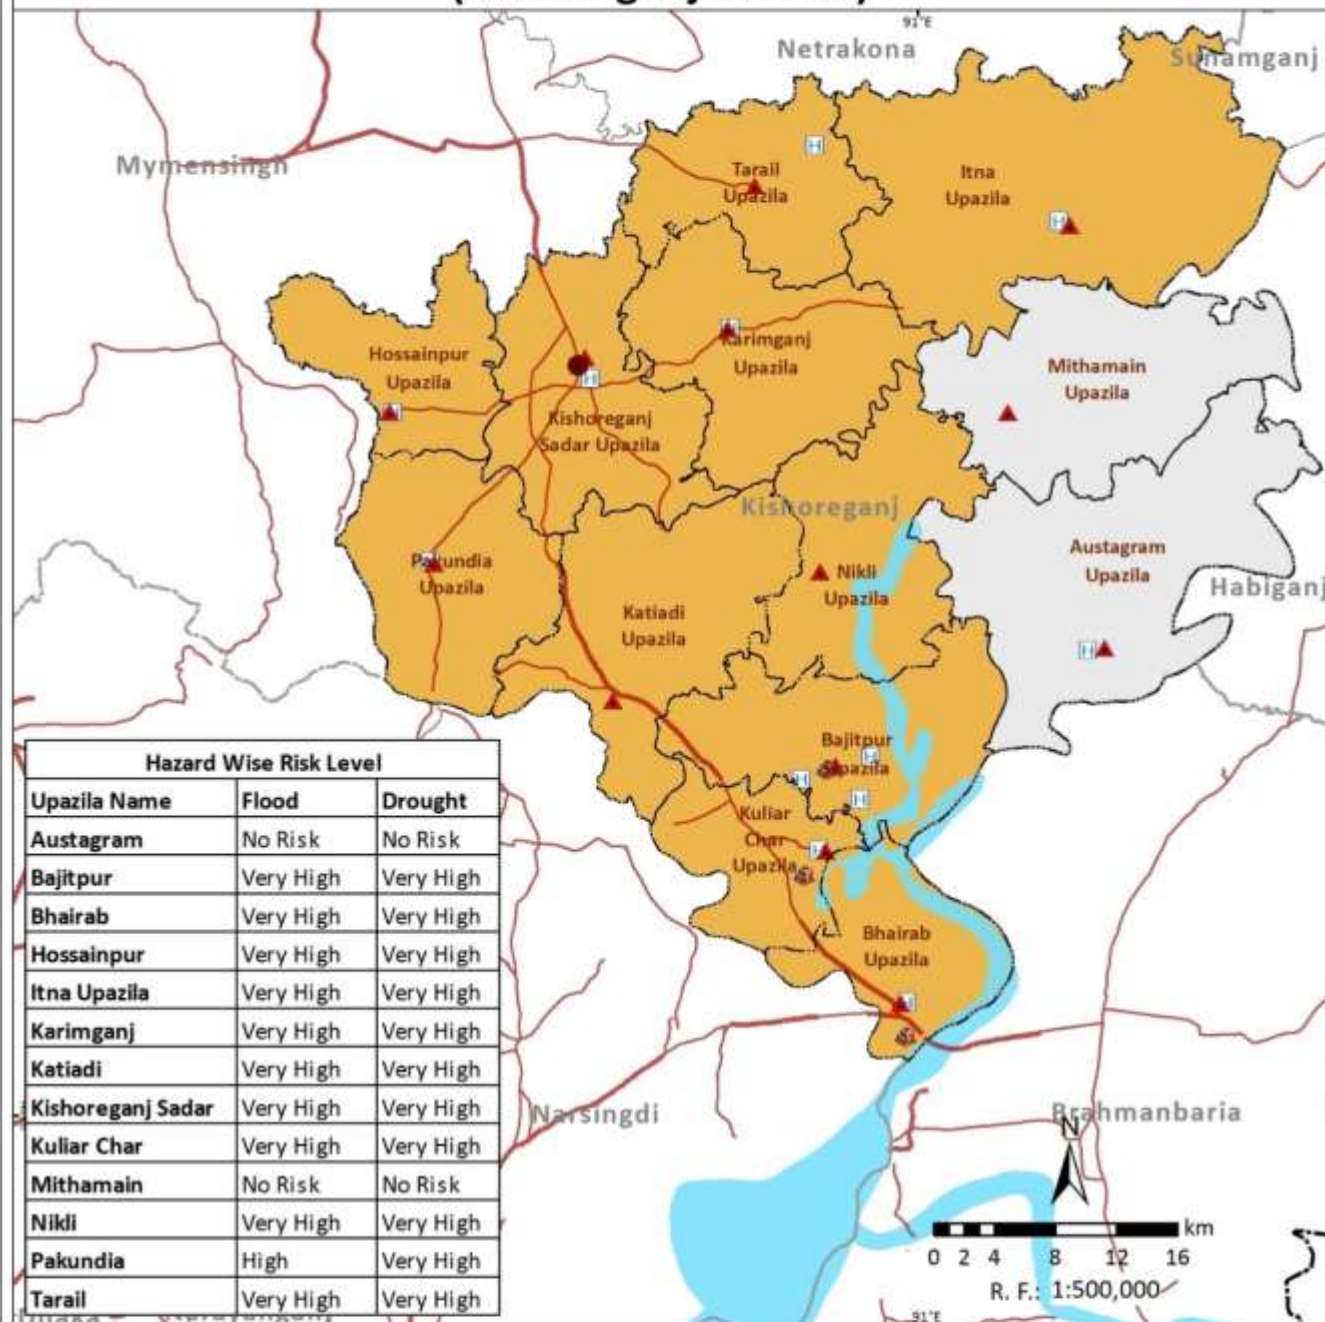 91°E
Netrakona
Sunamganj
Mymensingh
Tarail
Upazila
Itna
Upazila
Hossainpur
Upazila
Karimganj
Upazila
Mithamain
Upazila
Kishoreganj
Sadar Upazila
Kishoreganj
Pakundia
Upazila
Nikli
Upazila
Austagram
Upazila
Habiganj
Katiadi
Upazila
Bajitpur
Upazila
Kuliar
Char
Upazila
Bhairab
Upazila
Hazard Wise Risk Level
Upazila Name Flood Drought
Austagram No Risk No Risk
Bajitpur Very High Very High
Bhairab Very High Very High
Hossainpur Very High Very High
Itna Upazila Very High Very High
Karimganj Very High Very High
Katiadi Very High Very High
Kishoreganj Sadar Very High Very High
Kuliar Char Very High Very High
Mithamain No Risk No Risk
Nikli Very High Very High
Pakundia High Very High
Tarail Very High Very High
Narsingdi
Brahmanbaria
N
km
0 2 4 8 12 16
R. F.: 1:500,000
91°E